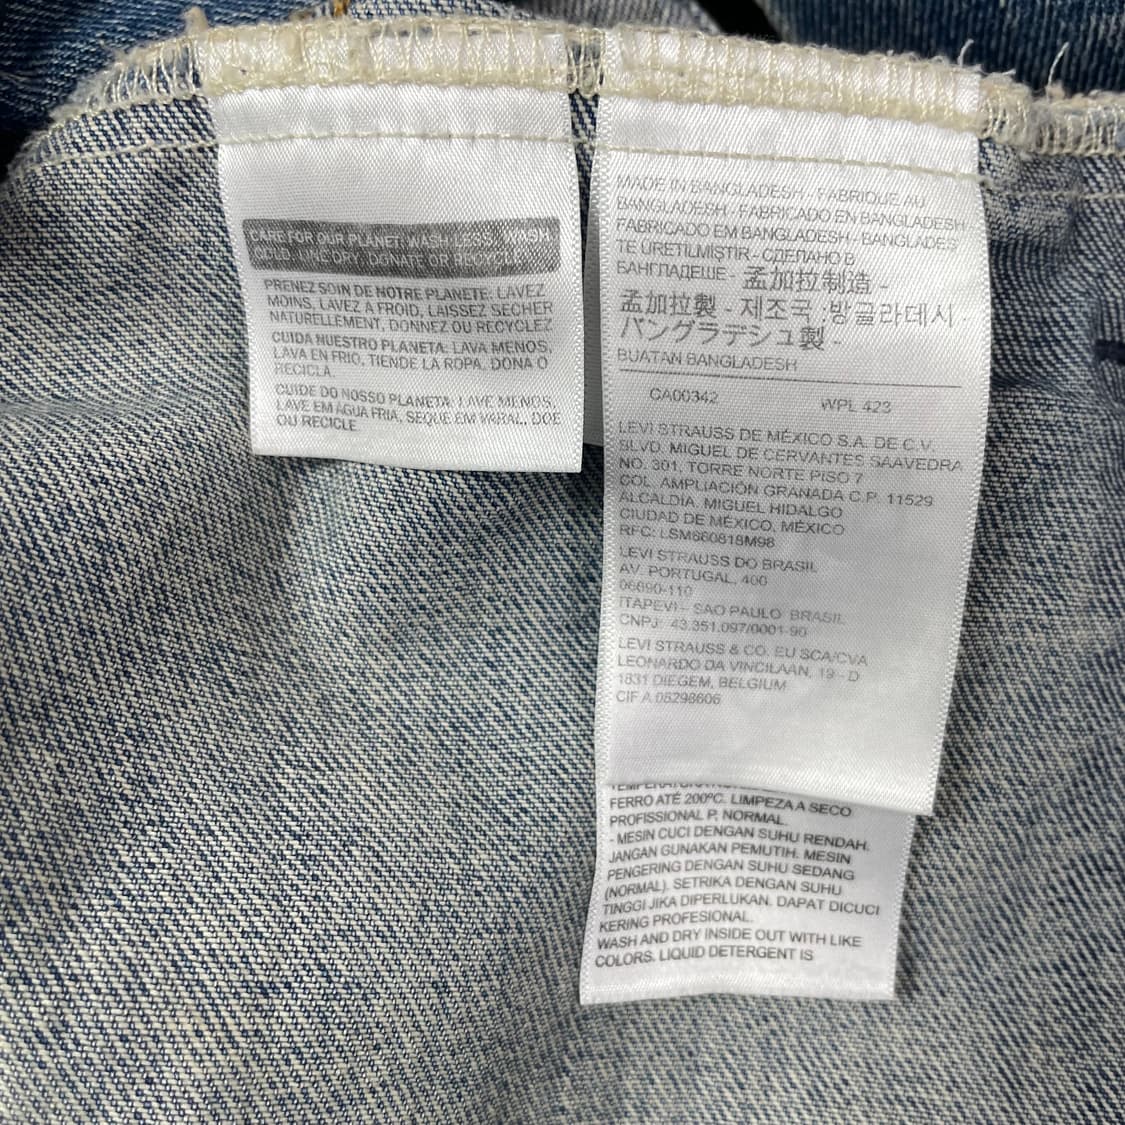 CARE FOR OUR PLANET: WASH LESS, WASH
COLD, LINE DRY, DONATE OR RECYCLE.
PRENEZ SOIN DE NOTRE PLANETE: LAVEZ
MOINS, LAVEZ A FROID, LAISSEZ SECHER
NATURELLEMENT, DONNEZ OU RECYCLEZ
CUIDA NUESTRO PLANETA: LAVA MENOS,
LAVA EN FRIO, TIENDE LA ROPA, DONA O
RECICLA.
CUIDE DO NOSSO PLANETA: LAVE MENOS,
LAVE EM ÁGUA FRIA, SEQUE EM VARAL, DOE
OU RECICLE.
MADE IN BANGLADESH - FABRIQUE AU
BANGLADESH - FABRICADO EN BANGLADESH
FABRICADO EM BANGLADESH - BANGLADES
TE ÜRETILMIŞTIR - СДЕЛАНО В
БАНГЛАДЕШЕ - 孟加拉制造 -
孟加拉製 - 제조국 :방글라데시 -
バングラデシュ製 -
BUATAN BANGLADESH
CA00342 WPL 423
LEVI STRAUSS DE MÉXICO S.A. DE C.V.
BLVD. MIGUEL DE CERVANTES SAAVEDRA
NO. 301, TORRE NORTE PISO 7
COL. AMPLIACIÓN GRANADA C.P. 11529
ALCALDÍA. MIGUEL HIDALGO
CIUDAD DE MÉXICO, MÉXICO
RFC: LSM860818M98
LEVI STRAUSS DO BRASIL
AV. PORTUGAL, 400
06690-110
ITAPEVI - SAO PAULO BRASIL
CNPJ: 43.351.097/0001-90
LEVI STRAUSS & CO. EU SCA/CVA
LEONARDO DA VINCILAAN, 19 - D
1831 DIEGEM, BELGIUM
CIF A 05298606
FERRO ATÉ 200ºC. LIMPEZA A SECO
PROFISSIONAL P, NORMAL.
- MESIN CUCI DENGAN SUHU RENDAH.
JANGAN GUNAKAN PEMUTIH. MESIN
PENGERING DENGAN SUHU SEDANG
(NORMAL). SETRIKA DENGAN SUHU
TINGGI JIKA DIPERLUKAN. DAPAT DICUCI
KERING PROFESIONAL.
WASH AND DRY INSIDE OUT WITH LIKE
COLORS. LIQUID DETERGENT IS